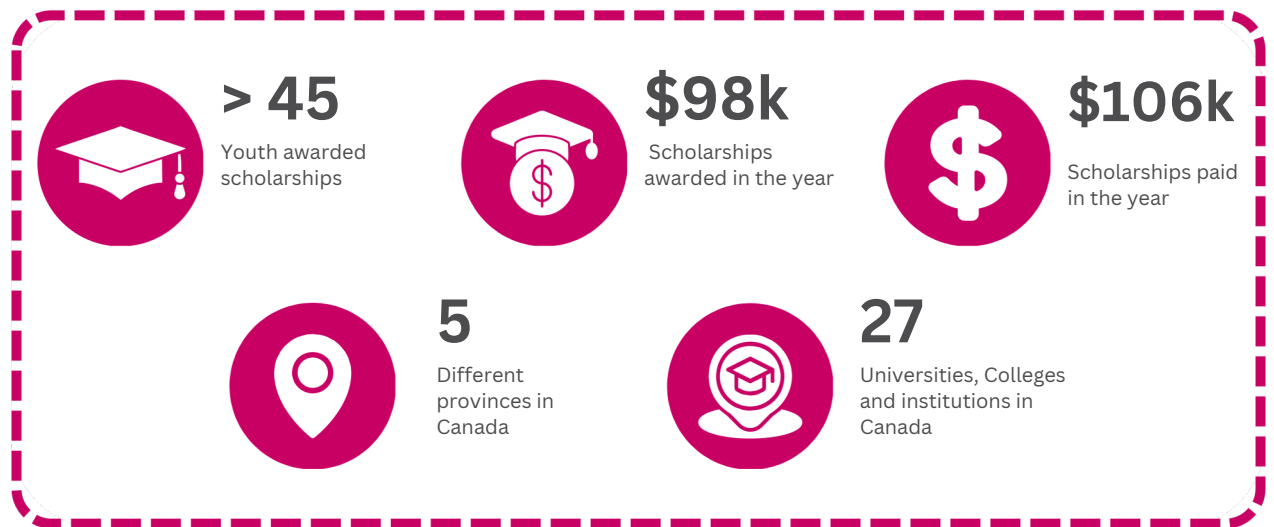 > 45
Youth awarded
scholarships
$98k
Scholarships
awarded in the year
$106k
Scholarships paid
in the year
5
Different
provinces in
Canada
27
Universities, Colleges
and institutions in
Canada